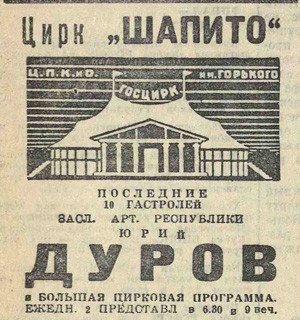 Цирк „ШАПИТО“
Ц.П.К.иО. им. ГОРЬКОГО
ГОСЦИРК
ПОСЛЕДНИЕ
10 ГАСТРОЛЕЙ
ЗАСЛ. АРТ. РЕСПУБЛИКИ
ЮРИЙ
ДУРОВ
и БОЛЬШАЯ ЦИРКОВАЯ ПРОГРАММА.
ЕЖЕДН. 2 ПРЕДСТАВЛ в 6.30 и 9 веч.